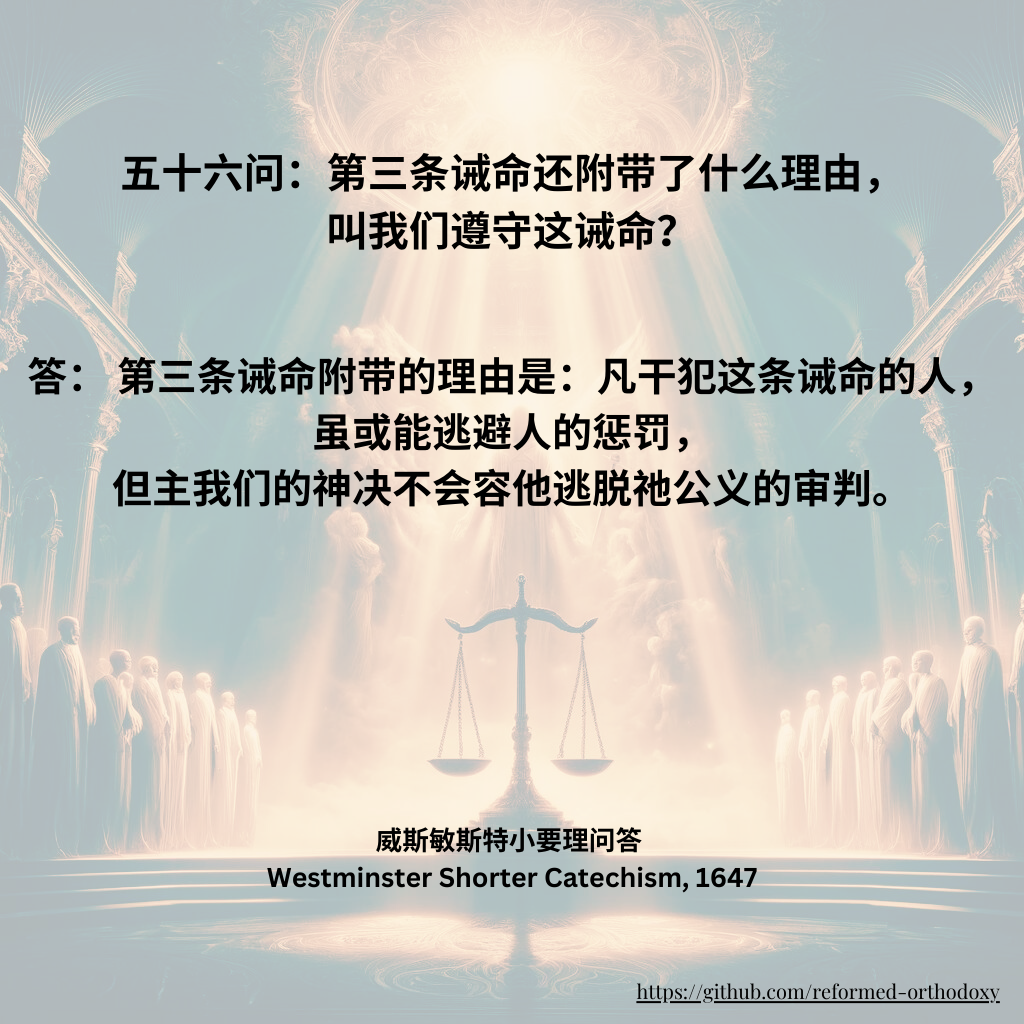 五十六问：第三条诫命还附带了什么理由，
叫我们遵守这诫命？
答： 第三条诫命附带的理由是：凡干犯这条诫命的人，
虽或能逃避人的惩罚，
但主我们的神决不会容他逃脱祂公义的审判。
威斯敏斯特小要理问答
Westminster Shorter Catechism, 1647
https://github.com/reformed-orthodoxy